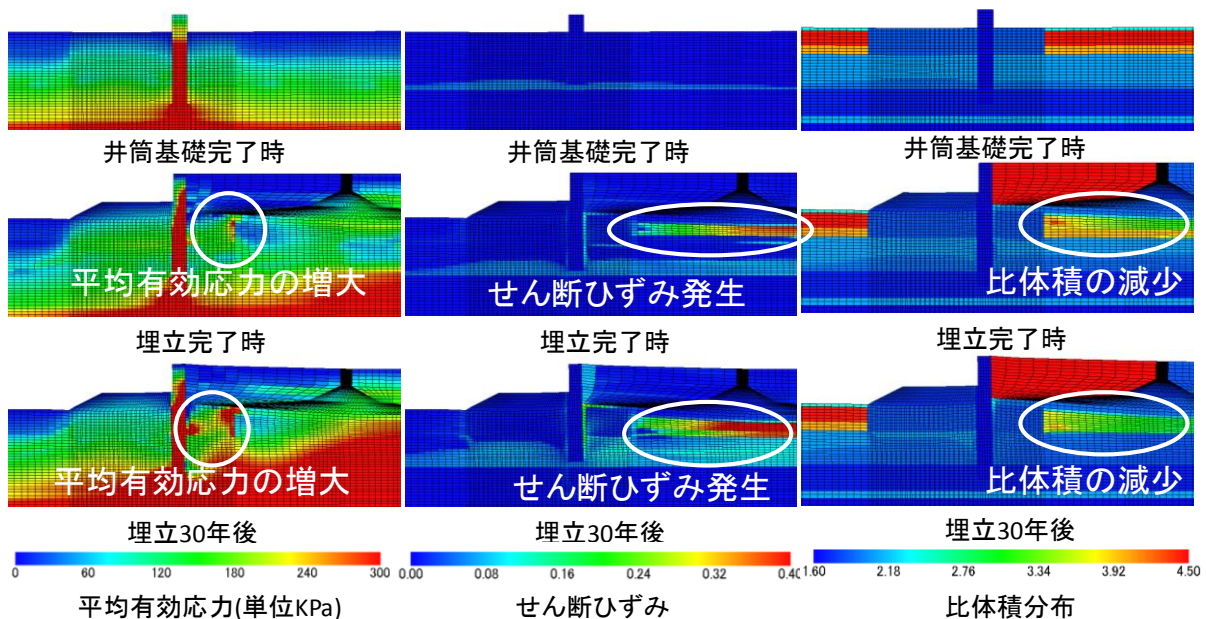 井筒基礎完了時
井筒基礎完了時
井筒基礎完了時
平均有効応力の増大
せん断ひずみ発生
比体積の減少
埋立完了時
埋立完了時
埋立完了時
平均有効応力の増大
せん断ひずみ発生
比体積の減少
埋立30年後
埋立30年後
埋立30年後
0 60 120 180 240 300
0.00 0.08 0.16 0.24 0.32 0.40
1.60 2.18 2.76 3.34 3.92 4.50
平均有効応力(単位KPa)
せん断ひずみ
比体積分布